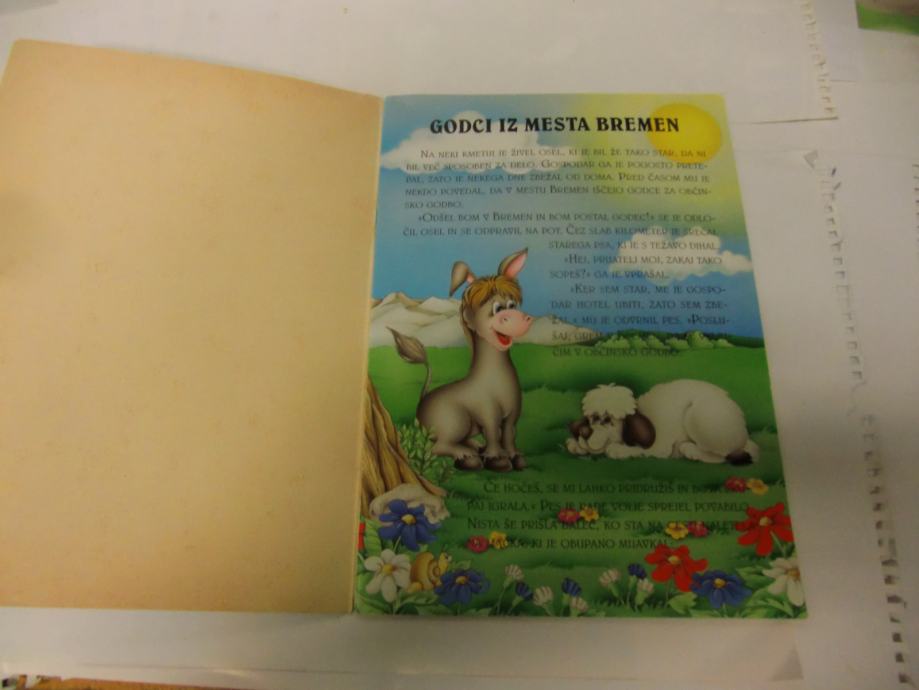 GODCI IZ MESTA BREMEN
NA NEKI KMETIJI JE ŽIVEL OSEL, KI JE BIL ŽE TAKO STAR, DA NI
BIL VEČ SPOSOBEN ZA DELO. GOSPODAR GA JE POGOSTO PRETE-
PAL, ZATO JE NEKEGA DNE ZBEŽAL OD DOMA. PRED ČASOM MU JE
NEKDO POVEDAL, DA V MESTU BREMEN IŠČEJO GODCE ZA OBČIN-
SKO GODBO.
»ODŠEL BOM V BREMEN IN BOM POSTAL GODEC!« SE JE ODLO-
ČIL OSEL IN SE ODPRAVIL NA POT. ČEZ SLAB KILOMETER JE SREČAL
STAREGA PSA, KI JE S TEŽAVO DIHAL.
»HEJ, PRIJATELJ MOJ, ZAKAJ TAKO
SOPEŠ?« GA JE VPRAŠAL.
»KER SEM STAR, ME JE GOSPO-
DAR HOTEL UBITI, ZATO SEM ZBE-
ŽAL,« MU JE ODVRNIL PES. »POSLU-
ŠAJ,
ČIM V OBČINSKO GODBO.
ČE HOČEŠ, SE MI LAHKO PRIDRUŽIŠ IN
PAJ IGRALA.« PES JE RADE VOLJE SPREJEL POVABILO.
NISTA ŠE PRIŠLA DALEČ, KO STA NA CESTI
MAČKA, KI JE OBUPANO MIJAVKAL